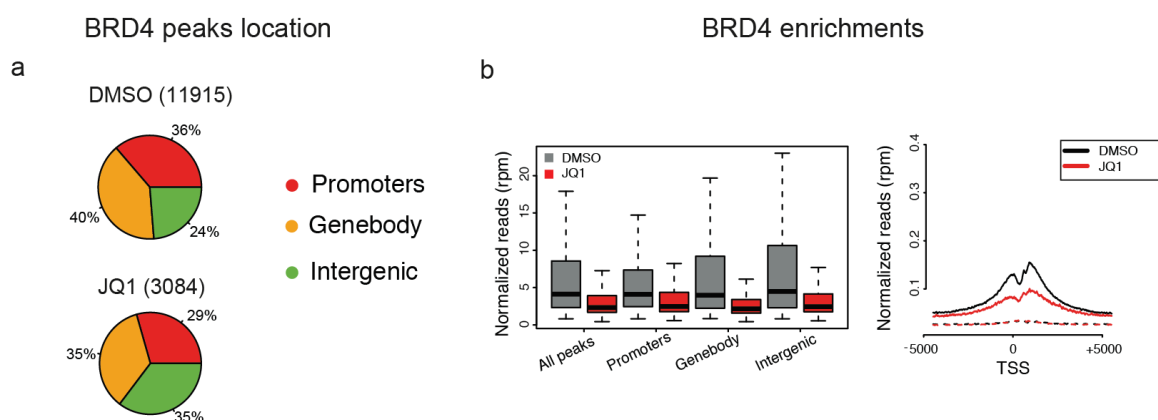 BRD4 peaks location
BRD4 enrichments
a
DMSO (11915)
36%
40%
24%
JQ1 (3084)
29%
35%
35%
Promoters
Genebody
Intergenic
b
Normalized reads (rpm)
20
15
10
5
0
DMSO
JQ1
All peaks
Promoters
Genebody
Intergenic
Normalized reads (rpm)
0.4
0.3
0.2
0.1
DMSO
JQ1
−5000
0
+5000
TSS